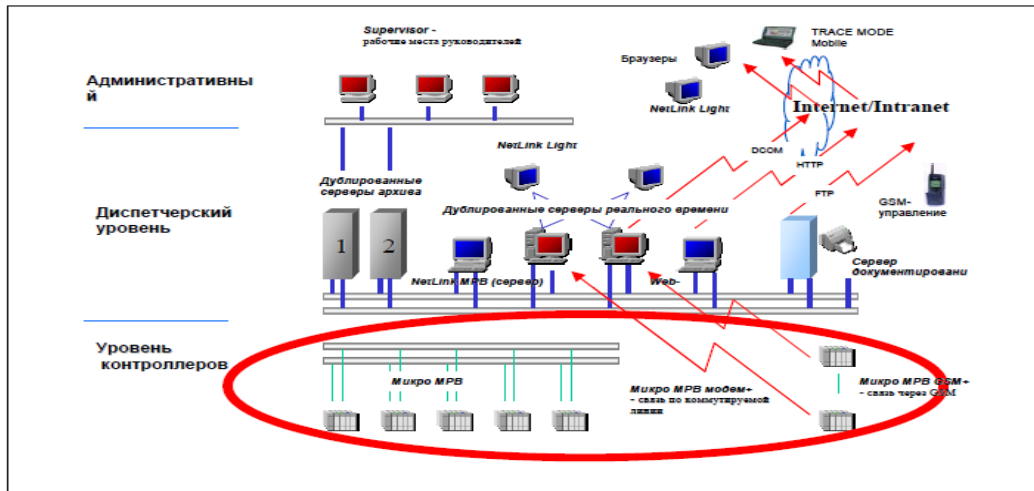 Supervisor -
рабочие места руководителей
TRACE MODE
Mobile
Браузеры
Административны
й
NetLink Light
Internet/Intranet
NetLink Light
DCOM
HTTP
Дублированные
серверы архива
FTP
GSM-
управление
Диспетчерский
уровень
Дублированные серверы реального времени
1
2
Сервер
документировани
NetLink МРВ (сервер)
Web-
Уровень
контроллеров
Микро МРВ
Микро МРВ модем+
- связь по коммутируемой
линии
Микро МРВ GSM+
- связь через GSM